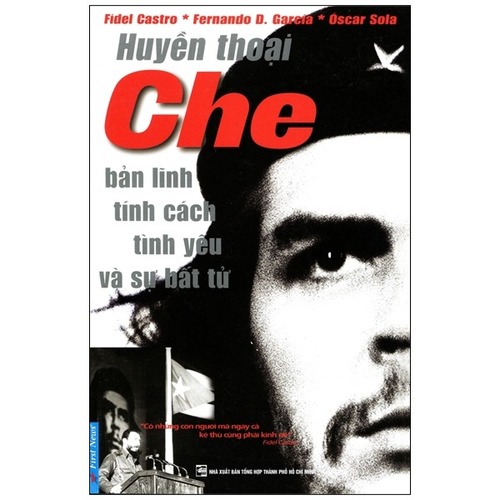 Fidel Castro * Fernando D. García * Oscar Sola
Huyền thoại
Che
bản lĩnh
tính cách
tình yêu
và sự bất tử
"Có những con người mà ngay cả
kẻ thù cũng phải kính nể"
Fidel Castro
First News
NHÀ XUẤT BẢN TỔNG HỢP THÀNH PHỐ HỒ CHÍ MINH